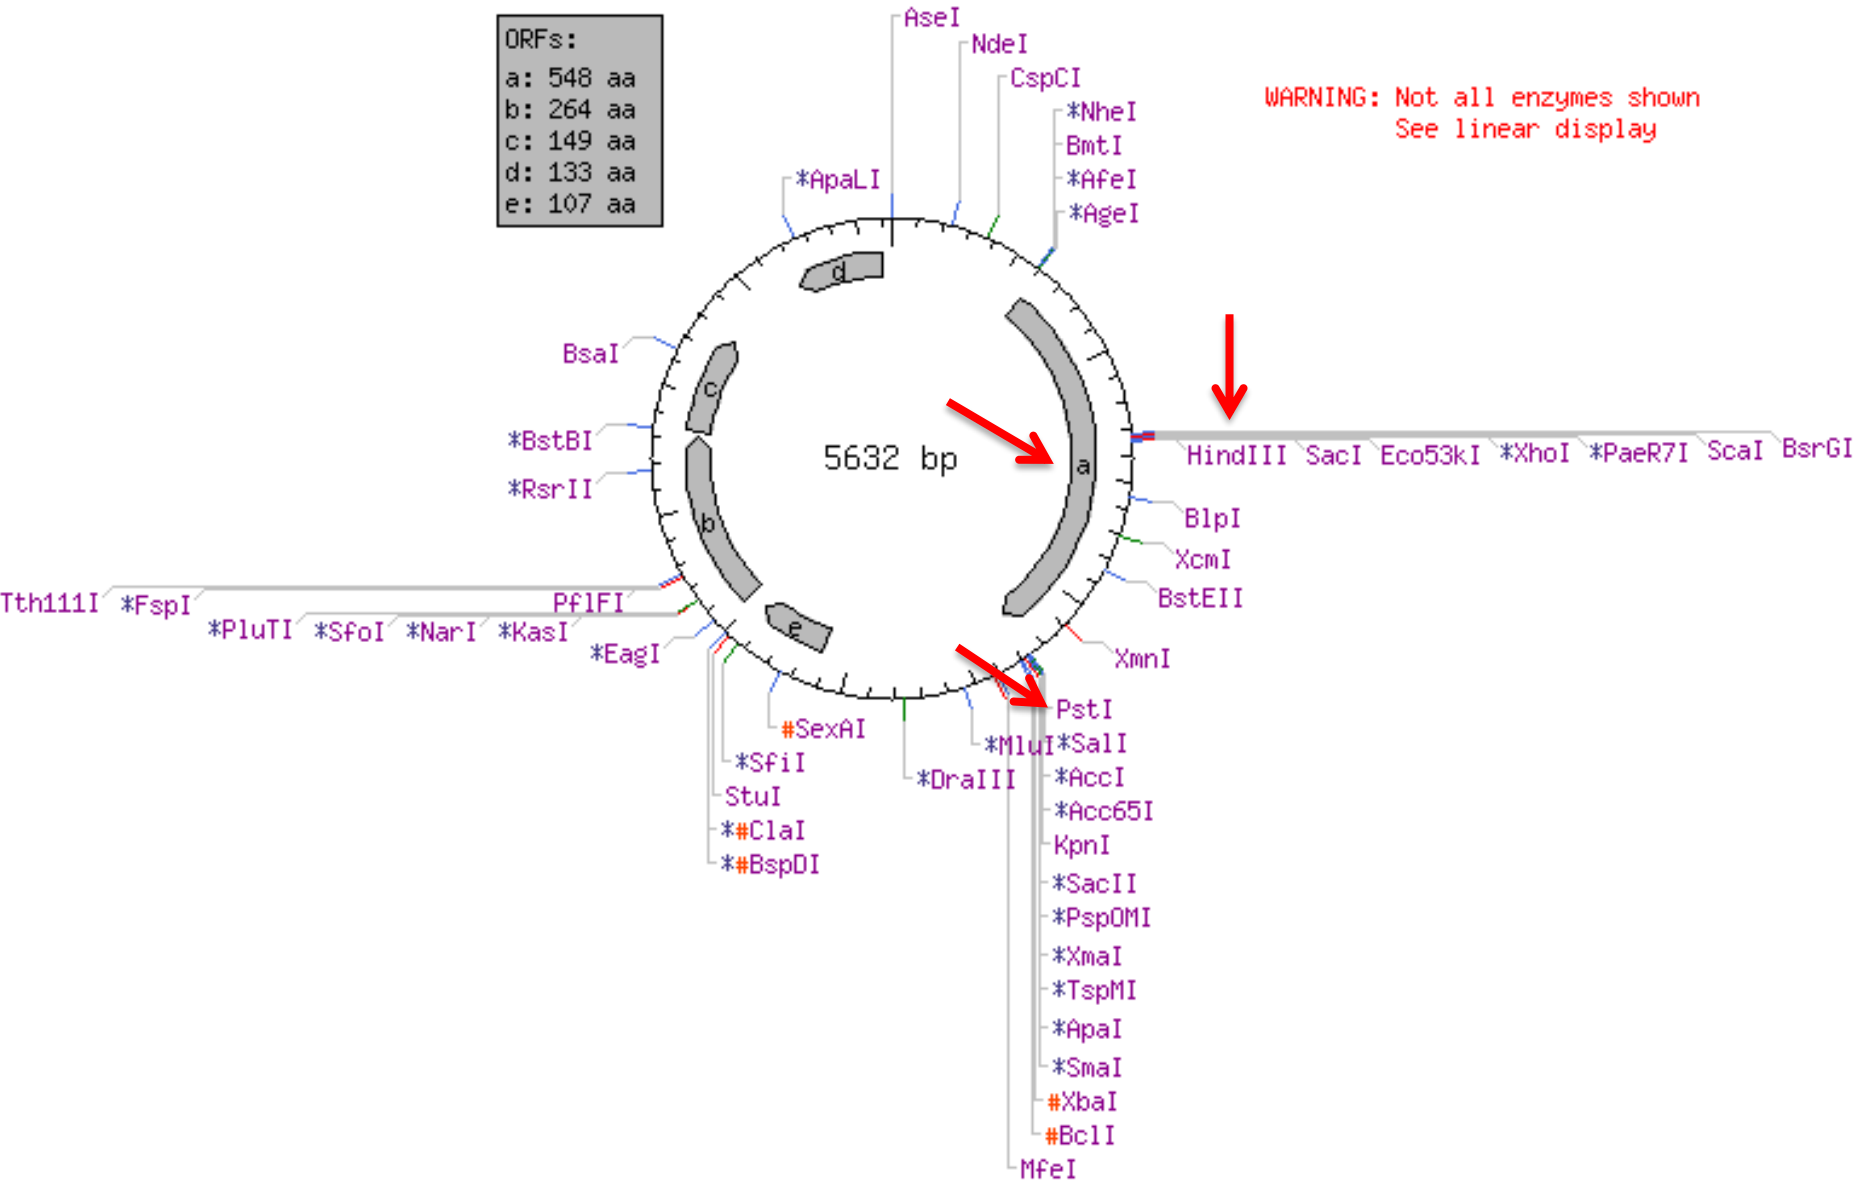 ORFs:
a: 548 aa
b: 264 aa
c: 149 aa
d: 133 aa
e: 107 aa
WARNING: Not all enzymes shown
See linear display
AseI
NdeI
CspCI
*NheI
BmtI
*AfeI
*AgeI
*ApaLI
d
BsaI
c
*BstBI
5632 bp
a
HindIII SacI Eco53kI *XhoI *PaeR7I ScaI BsrGI
*RsrII
b
BlpI
XcmI
BstEII
Tth111I *FspI PflFI
*PluTI *SfoI *NarI *KasI
e
*EagI
XmnI
PstI
#SexAI
*MluI
*SalI
*SfiI
*DraIII
*AccI
StuI
*Acc65I
*#ClaI
KpnI
*#BspDI
*SacII
*PspOMI
*XmaI
*TspMI
*ApaI
*SmaI
#XbaI
#BclI
MfeI